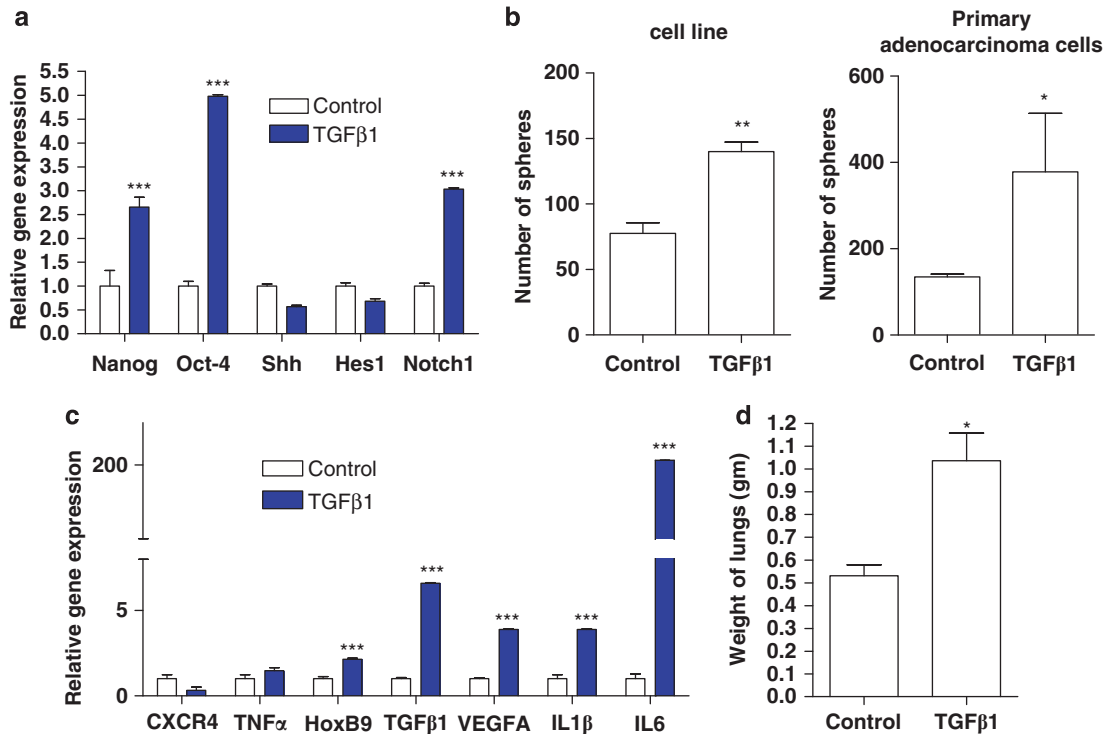 a
Relative gene expression
5.5
5.0
4.5
4.0
3.5
3.0
2.5
2.0
1.5
1.0
0.5
0.0
Control
TGFβ1
***
***
***
Nanog Oct-4 Shh Hes1 Notch1
b
cell line
Number of spheres
200
150
100
50
0
**
Control TGFβ1
Primary
adenocarcinoma cells
Number of spheres
600
400
200
0
*
Control TGFβ1
c
Relative gene expression
200
5
0
Control
TGFβ1
***
***
***
***
***
CXCR4 TNFα HoxB9 TGFβ1 VEGFA IL1β IL6
d
Weight of lungs (gm)
1.2
1.1
1.0
0.9
0.8
0.7
0.6
0.5
0.4
0.3
0.2
0.1
0.0
*
Control TGFβ1